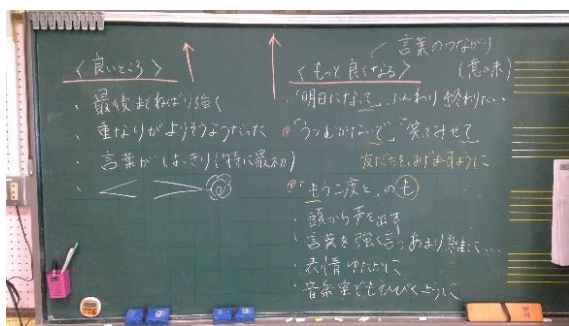 〈良いところ〉
・最後までねばり強く
・重なりがよりそうようだった
・言葉がはっきり(特に最初)
言葉のつながり
(意味)
〈もっと良くなる〉
・「明日になって」ふんわり終わりたい
「うつむかないで」「笑ってみせて」
友だちをはげますように
「もう二度と」の も
・頭から声を出す
・言葉を強く言うあまり雑に…
・表情ゆたかに
・音楽室でもひびくように